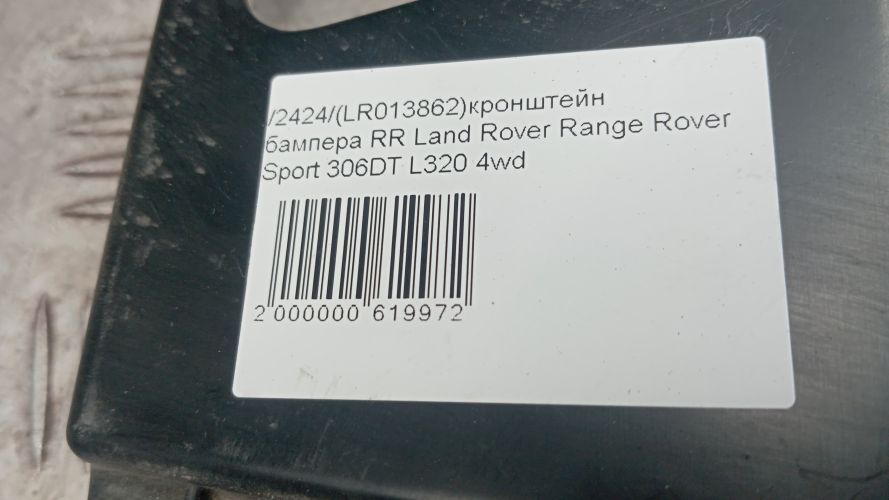 /2424/(LR013862)кронштейн
бампера RR Land Rover Range Rover
Sport 306DT L320 4wd
2 000000 619972